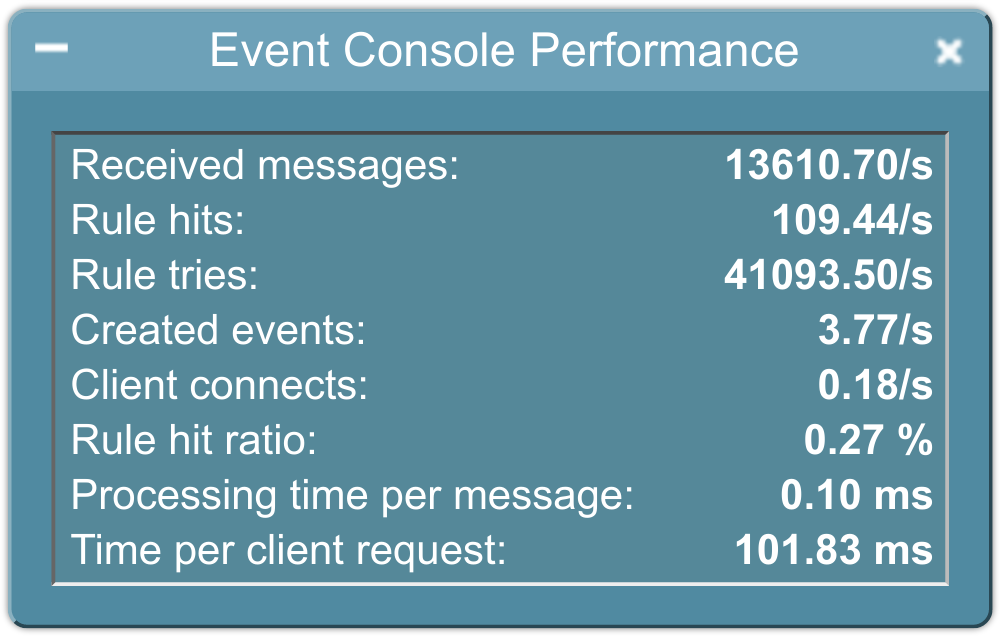 Event Console Performance
Received messages: 13610.70/s
Rule hits: 109.44/s
Rule tries: 41093.50/s
Created events: 3.77/s
Client connects: 0.18/s
Rule hit ratio: 0.27 %
Processing time per message: 0.10 ms
Time per client request: 101.83 ms